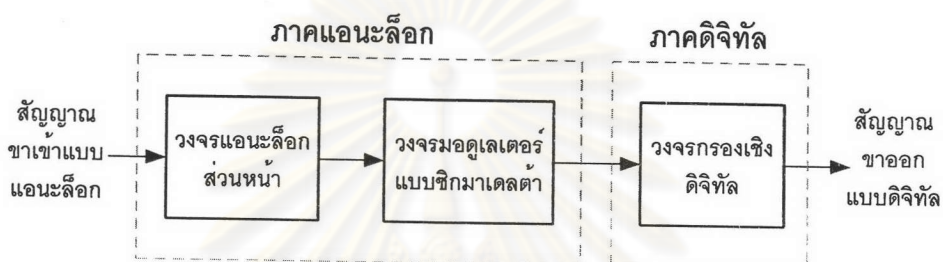 ภาคแอนะล็อก
ภาคดิจิทัล
สัญญาณ
ขาเข้าแบบ
แอนะล็อก
วงจรแอนะล็อก
ส่วนหน้า
วงจรมอดูเลเตอร์
แบบซิกมาเดลต้า
วงจรกรองเชิง
ดิจิทัล
สัญญาณ
ขาออก
แบบดิจิทัล